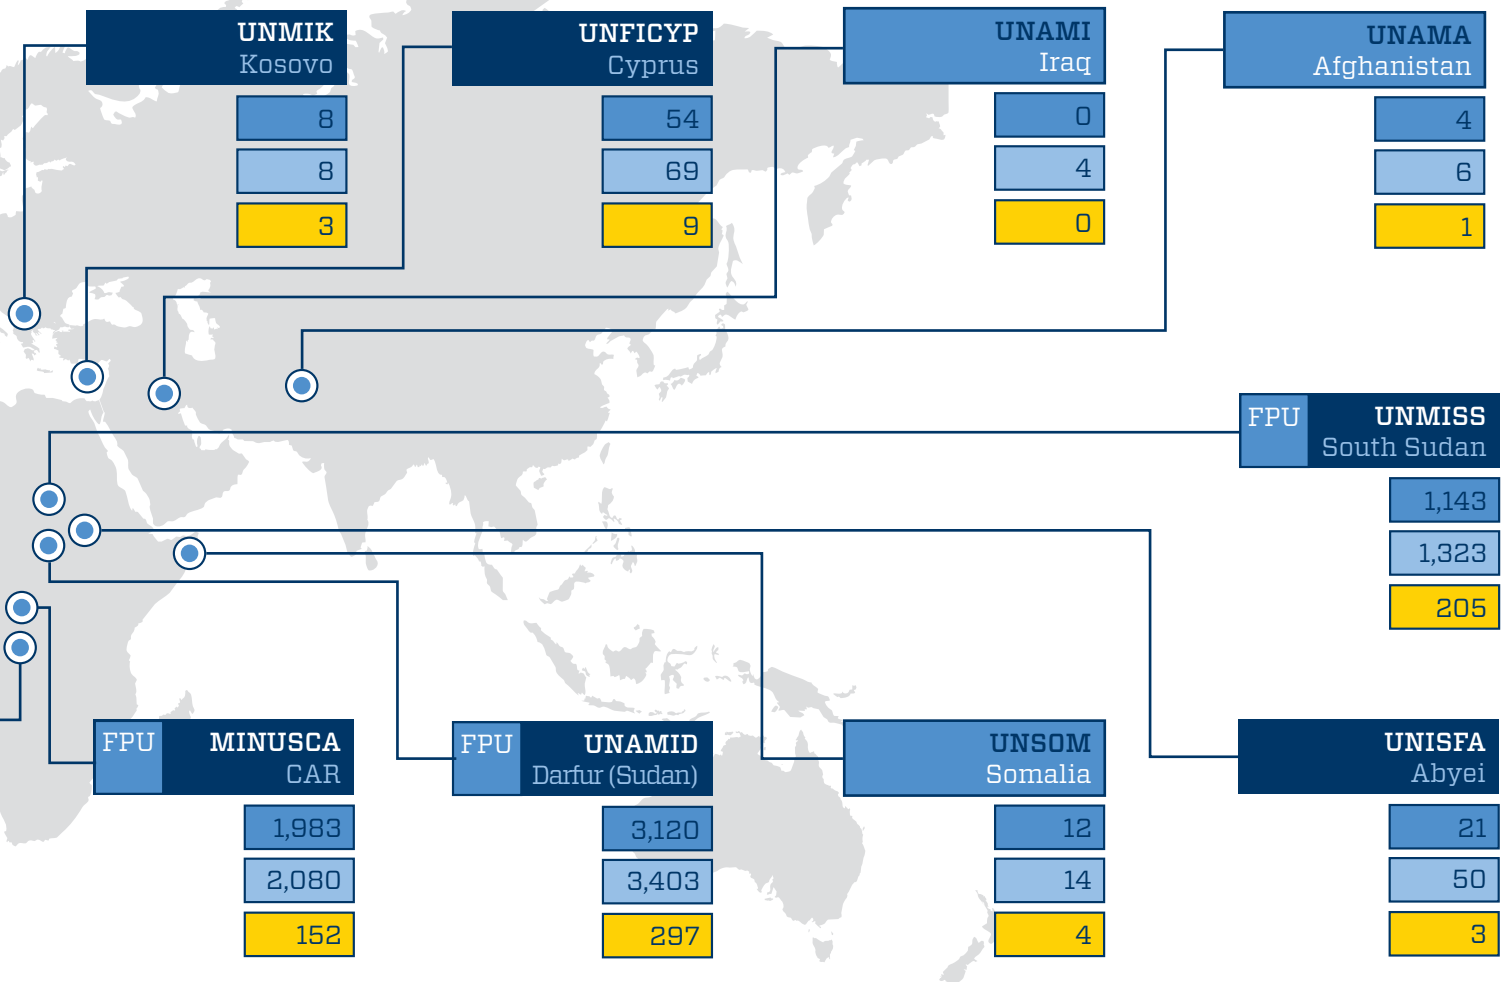 UNMIK
Kosovo
8
8
3
UNFICYP
Cyprus
54
69
9
UNAMI
Iraq
0
4
0
UNAMA
Afghanistan
4
6
1
FPU
UNMISS
South Sudan
1,143
1,323
205
FPU
MINUSCA
CAR
1,983
2,080
152
FPU
UNAMID
Darfur (Sudan)
3,120
3,403
297
UNSOM
Somalia
12
14
4
UNISFA
Abyei
21
50
3